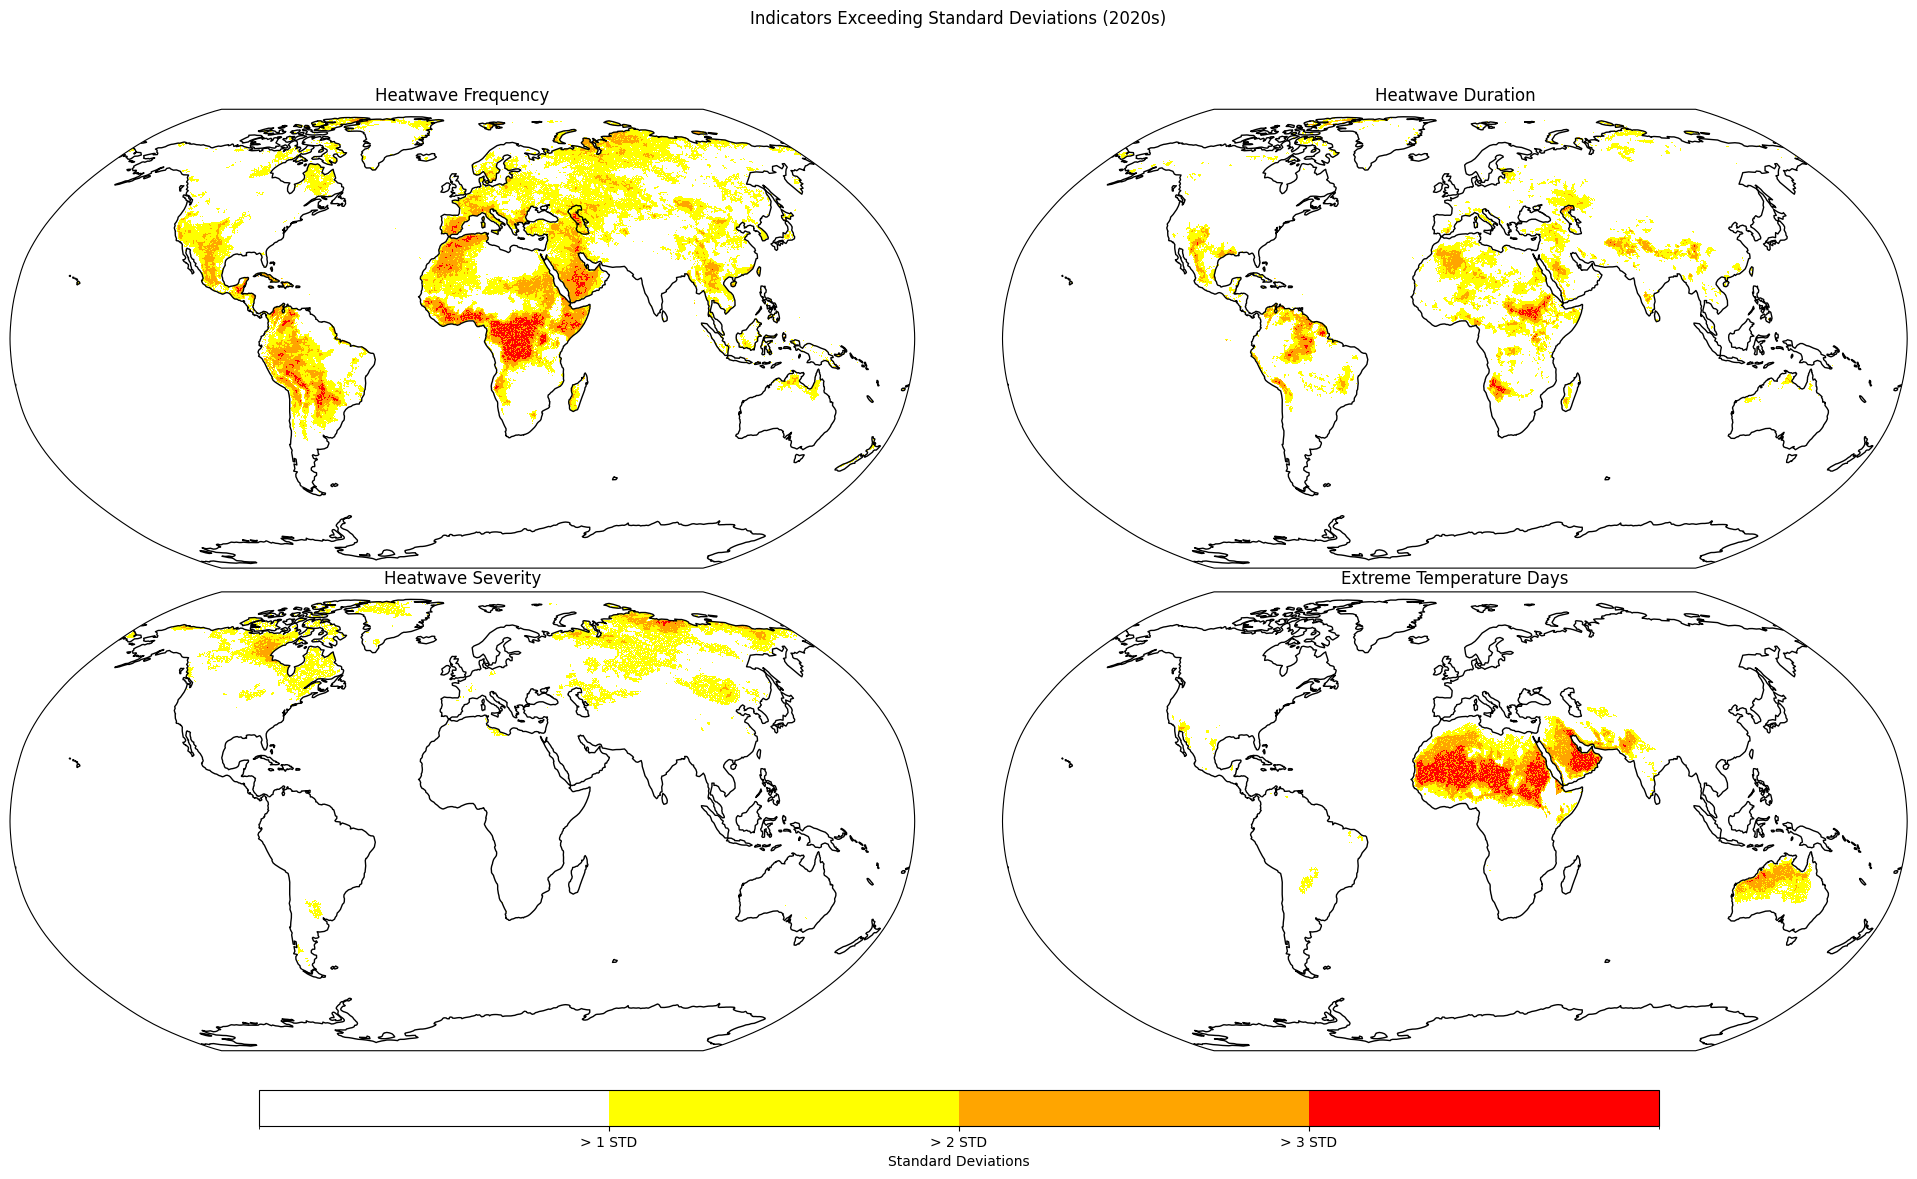 Indicators Exceeding Standard Deviations (2020s)
Heatwave Frequency
Heatwave Duration
Heatwave Severity
Extreme Temperature Days
> 1 STD
> 2 STD
> 3 STD
Standard Deviations